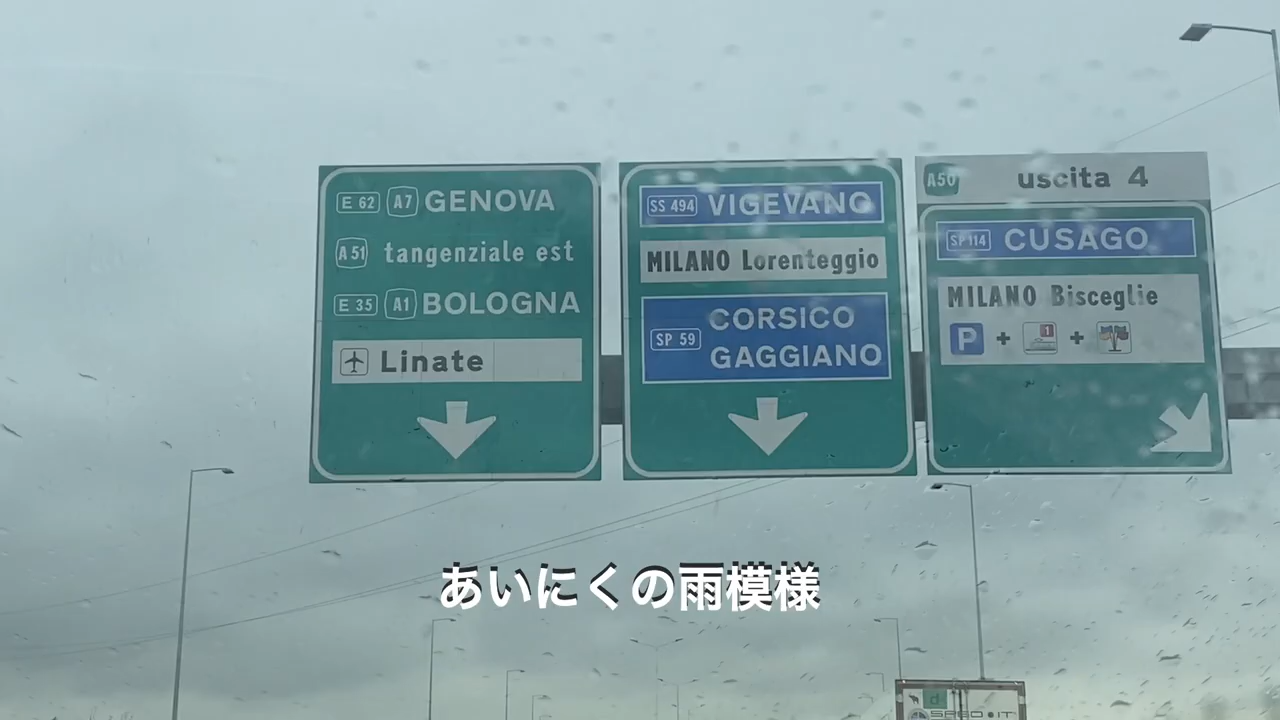 E 62 A7 GENOVA
A 51 tangenziale est
E 35 A1 BOLOGNA
Linate
SS 494 VIGEVANO
MILANO Lorenteggio
SP 59 CORSICO
GAGGIANO
A50 uscita 4
SP114 CUSAGO
MILANO Bisceglie
P + 1 +
あいにくの雨模様
d